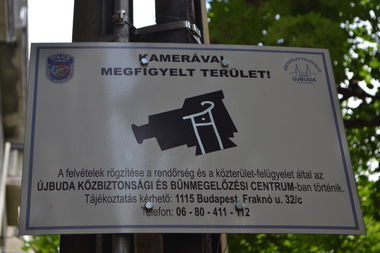 KAMERÁVAL
MEGFIGYELT TERÜLET!
ÚJBUDA
A felvételek rögzítése a rendőrség és a közterület-felügyelet által az
ÚJBUDA KÖZBIZTONSÁGI ÉS BŰNMEGELŐZÉSI CENTRUM-ban történik.
Tájékoztatás kérhető: 1115 Budapest, Fraknó u. 32/c
Telefon: 06 - 80 - 411 - 112